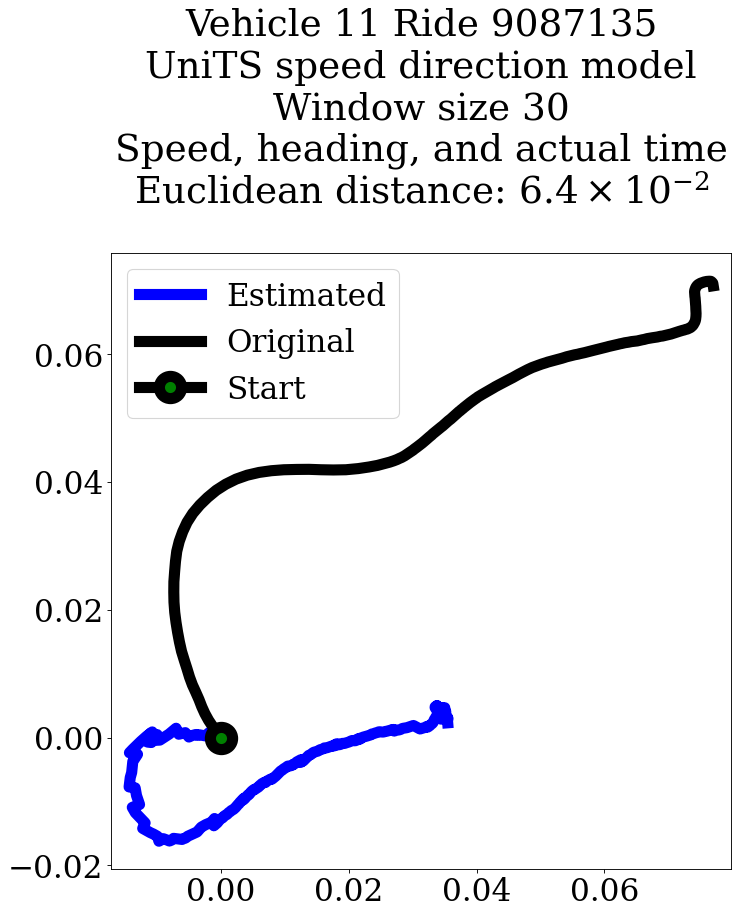 Vehicle 11 Ride 9087135
UniTS speed direction model
Window size 30
Speed, heading, and actual time
Euclidean distance: 6.4 × 10⁻²
Estimated
Original
Start
0.06
0.04
0.02
0.00
−0.02
0.00 0.02 0.04 0.06